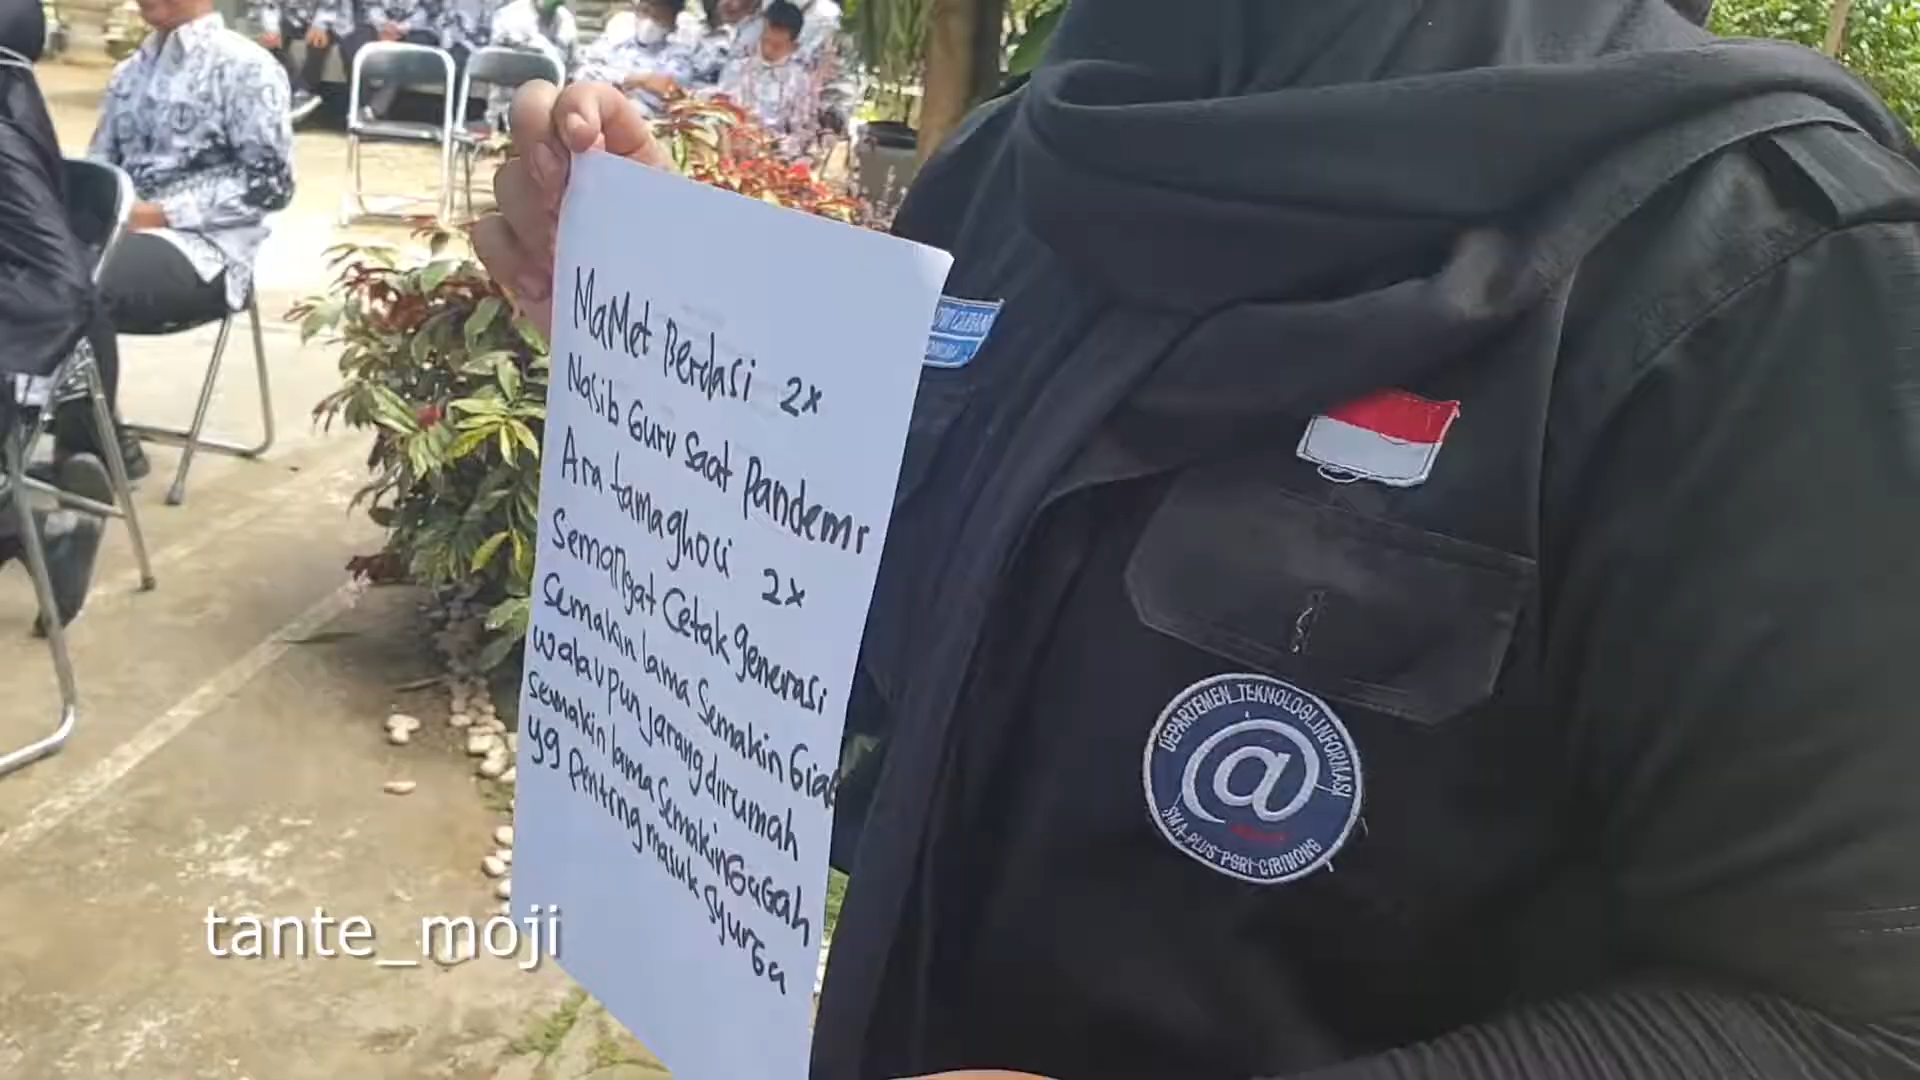 MaMet Berdasi 2x
Nasib Guru Saat Pandemi
Ara tamaghoci 2x
Semangat Cetak generasi
Semakin lama Semakin Giat
walaupun jarang dirumah
semakin lama Semakin GaGah
yg penting masuk syurGa
DEPARTEMEN TEKNOLOGI INFORMASI
@
SMA PLUS PGRI CIBINONG
tante_moji